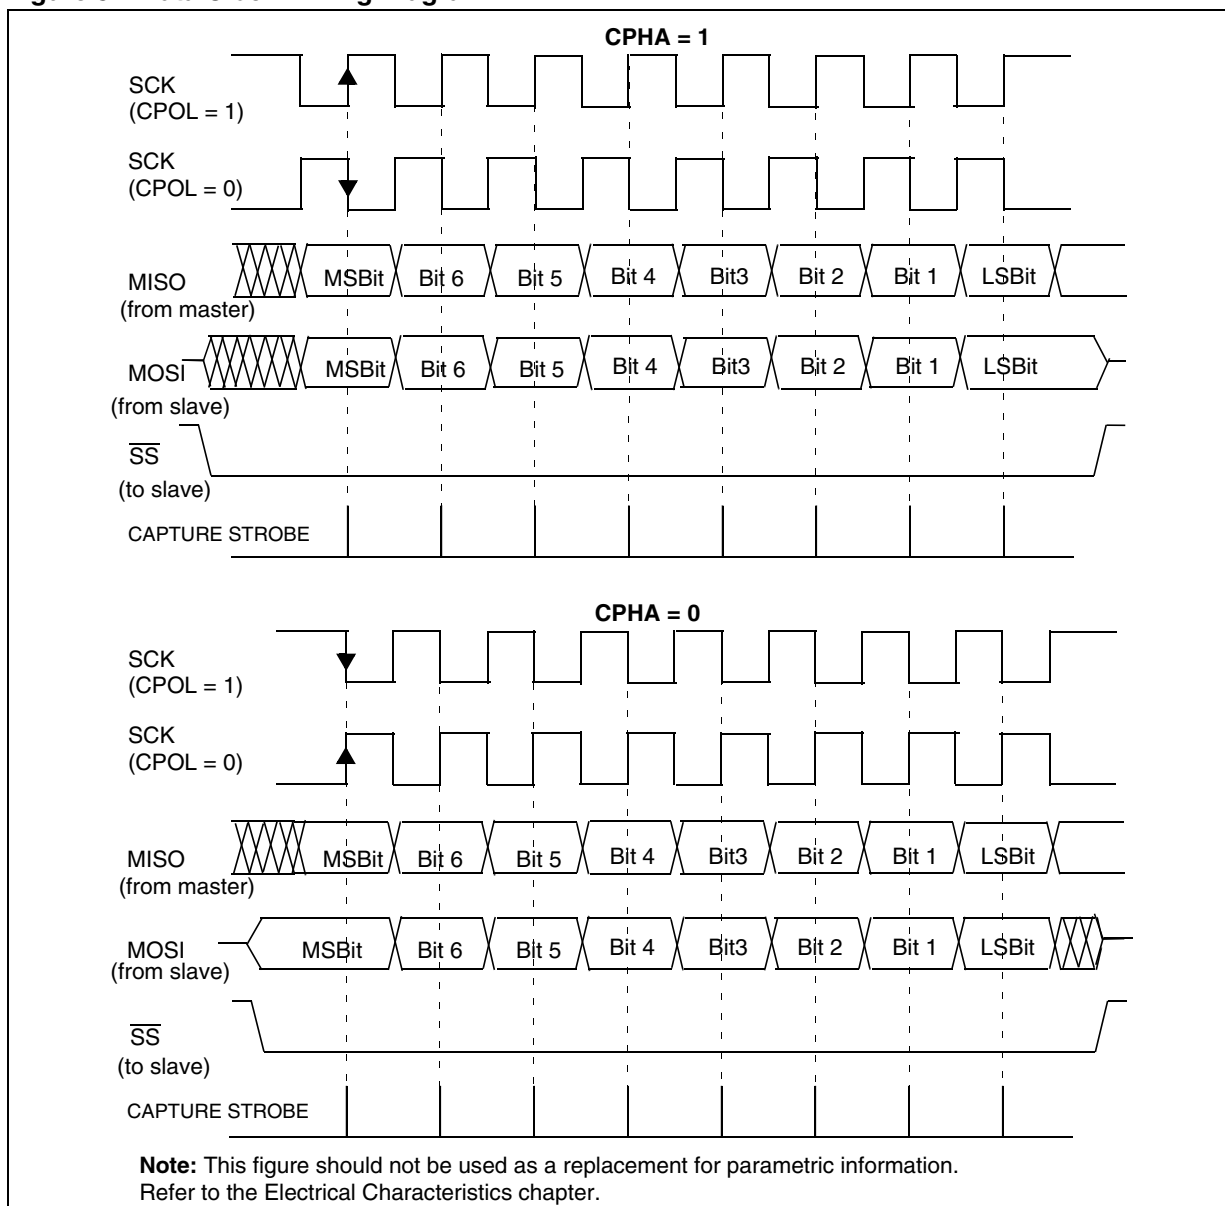 CPHA = 1
SCK
(CPOL = 1)
SCK
(CPOL = 0)
MISO
(from master)
MSBit Bit 6 Bit 5 Bit 4 Bit3 Bit 2 Bit 1 LSBit
MOSI
(from slave)
MSBit Bit 6 Bit 5 Bit 4 Bit3 Bit 2 Bit 1 LSBit
SS
(to slave)
CAPTURE STROBE
CPHA = 0
SCK
(CPOL = 1)
SCK
(CPOL = 0)
MISO
(from master)
MSBit Bit 6 Bit 5 Bit 4 Bit3 Bit 2 Bit 1 LSBit
MOSI
(from slave)
MSBit Bit 6 Bit 5 Bit 4 Bit3 Bit 2 Bit 1 LSBit
SS
(to slave)
CAPTURE STROBE
Note: This figure should not be used as a replacement for parametric information.
Refer to the Electrical Characteristics chapter.